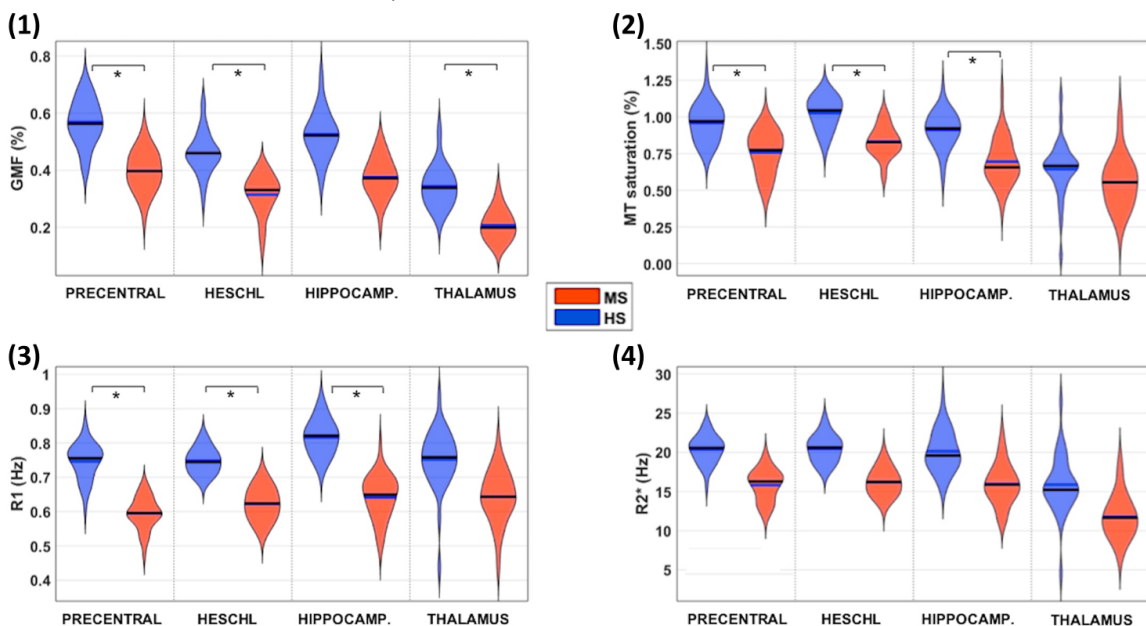 (1)
0.8
0.6
0.4
0.2
GMF (%)
* * *
PRECENTRAL HESCHL HIPPOCAMP. THALAMUS
(2)
1.50
1.25
1.00
0.75
0.50
0.25
0.00
MT saturation (%)
* * *
PRECENTRAL HESCHL HIPPOCAMP. THALAMUS
MS
HS
(3)
1
0.9
0.8
0.7
0.6
0.5
0.4
R1 (Hz)
* * *
PRECENTRAL HESCHL HIPPOCAMP. THALAMUS
(4)
30
25
20
15
10
5
R2* (Hz)
PRECENTRAL HESCHL HIPPOCAMP. THALAMUS